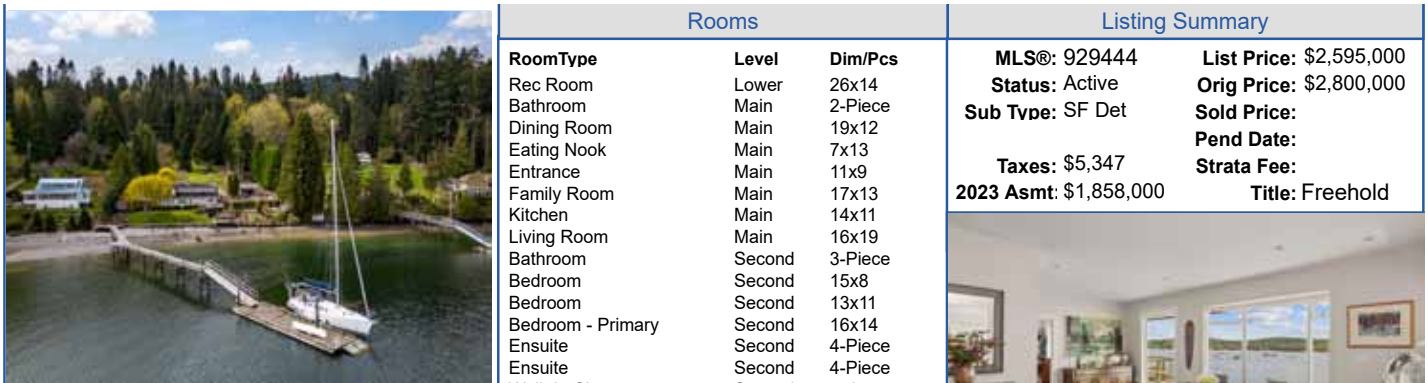 Rooms
RoomType Level Dim/Pcs
Rec Room Lower 26x14
Bathroom Main 2-Piece
Dining Room Main 19x12
Eating Nook Main 7x13
Entrance Main 11x9
Family Room Main 17x13
Kitchen Main 14x11
Living Room Main 16x19
Bathroom Second 3-Piece
Bedroom Second 15x8
Bedroom Second 13x11
Bedroom - Primary Second 16x14
Ensuite Second 4-Piece
Ensuite Second 4-Piece
Listing Summary
MLS®: 929444 List Price: $2,595,000
Status: Active Orig Price: $2,800,000
Sub Type: SF Det Sold Price:
Pend Date:
Taxes: $5,347 Strata Fee:
2023 Asmt: $1,858,000 Title: Freehold